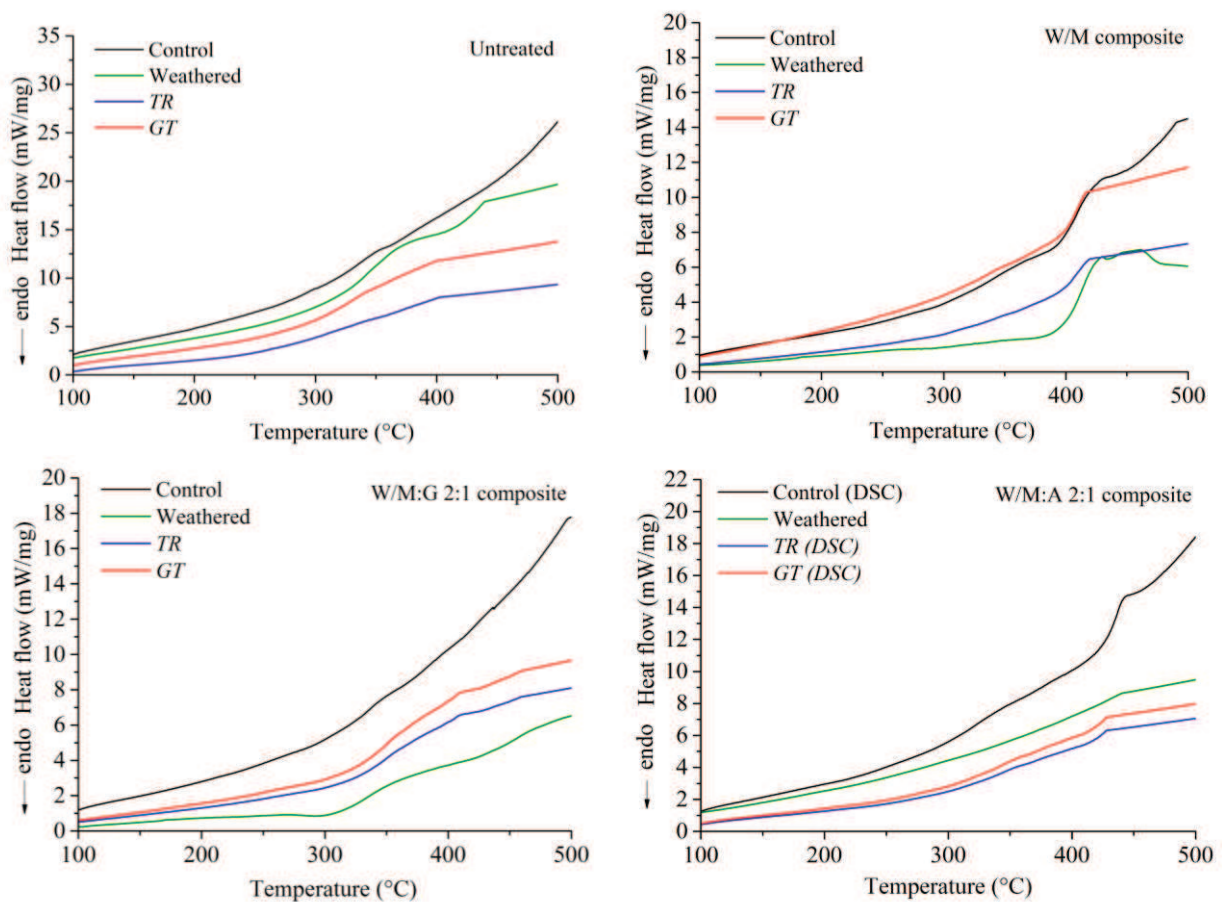 Untreated
Control
Weathered
TR
GT
35
30
25
20
15
10
5
0
← endo Heat flow (mW/mg)
100 200 300 400 500
Temperature (°C)
W/M composite
Control
Weathered
TR
GT
20
18
16
14
12
10
8
6
4
2
0
← endo Heat flow (mW/mg)
100 200 300 400 500
Temperature (°C)
W/M:G 2:1 composite
Control
Weathered
TR
GT
20
18
16
14
12
10
8
6
4
2
0
← endo Heat flow (mW/mg)
100 200 300 400 500
Temperature (°C)
W/M:A 2:1 composite
Control (DSC)
Weathered
TR (DSC)
GT (DSC)
22
20
18
16
14
12
10
8
6
4
2
0
← endo Heat flow (mW/mg)
100 200 300 400 500
Temperature (°C)